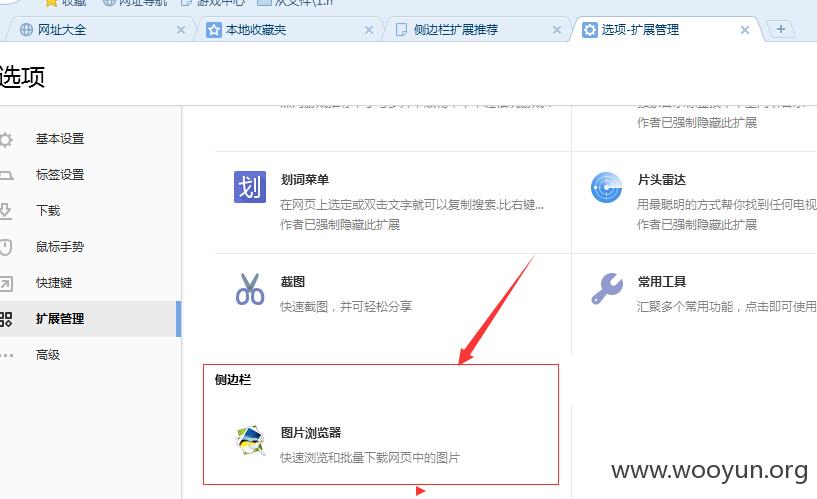 收藏 网址导航 游戏中心
网址大全 本地收藏夹 侧边栏扩展推荐 选项-扩展管理
选项
基本设置
标签设置
下载
鼠标手势
快捷键
扩展管理
高级
作者已强制隐藏此扩展
划词菜单
在网页上选定或双击文字就可以复制搜索.比右键...
作者已强制隐藏此扩展
片头雷达
用最聪明的方式帮你找到任何电视
作者已强制隐藏此扩展
截图
快速截图，并可轻松分享
常用工具
汇聚多个常用功能，点击即可使用
侧边栏
图片浏览器
快速浏览和批量下载网页中的图片
www.wooyun.org